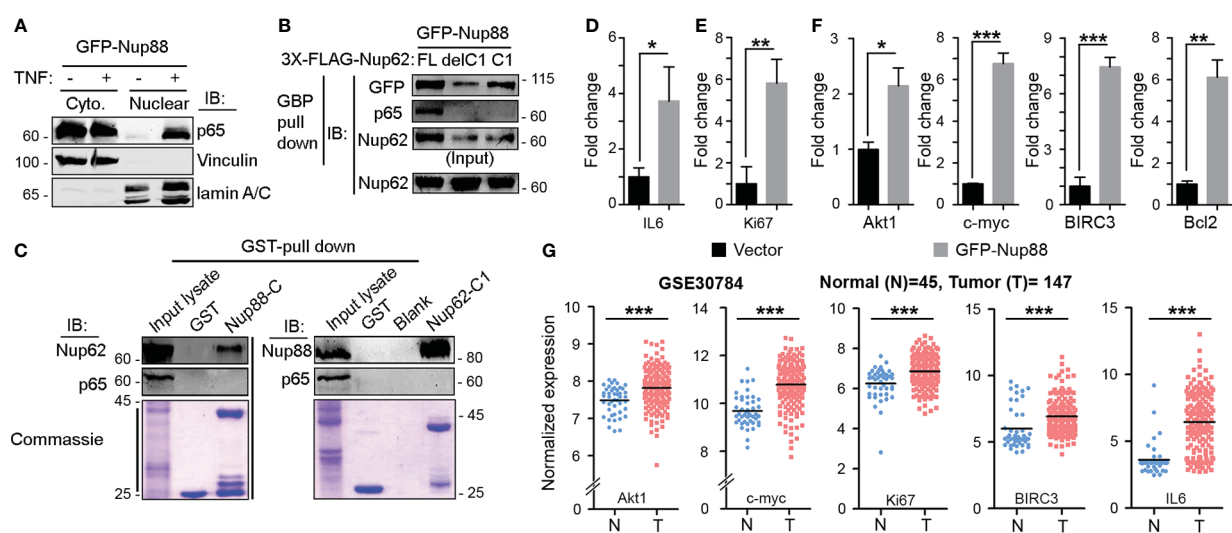 A
GFP-Nup88
TNF: - + - +
Cyto. Nuclear IB:
60 - p65
100 - Vinculin
65 - lamin A/C
B
GFP-Nup88
3X-FLAG-Nup62: FL delC1 C1
GBP pull down
IB:
GFP - 115
p65 - 60
Nup62 - 60
(Input)
Nup62 - 60
C
GST-pull down
Input lysate GST Nup88-C
IB:
Nup62 60 -
p65 60 -
45 -
Commassie
25 -
Input lysate GST Blank Nup62-C1
IB:
Nup88 - 80
p65 - 60
- 45
- 25
D
Fold change
6
4
2
0
*
IL6
E
Fold change
8
6
4
2
0
**
Ki67
F
Fold change
3
2
1
0
*
Akt1
8
6
4
2
0
***
c-myc
9
6
3
0
***
BIRC3
8
6
4
2
0
**
Bcl2
Vector GFP-Nup88
G
GSE30784 Normal (N)=45, Tumor (T)= 147
Normalized expression
10
9
8
7
0
***
Akt1
N T
14
12
10
8
0
***
c-myc
N T
10
8
6
4
2
0
***
Ki67
N T
15
10
5
0
***
BIRC3
N T
15
10
5
0
***
IL6
N T